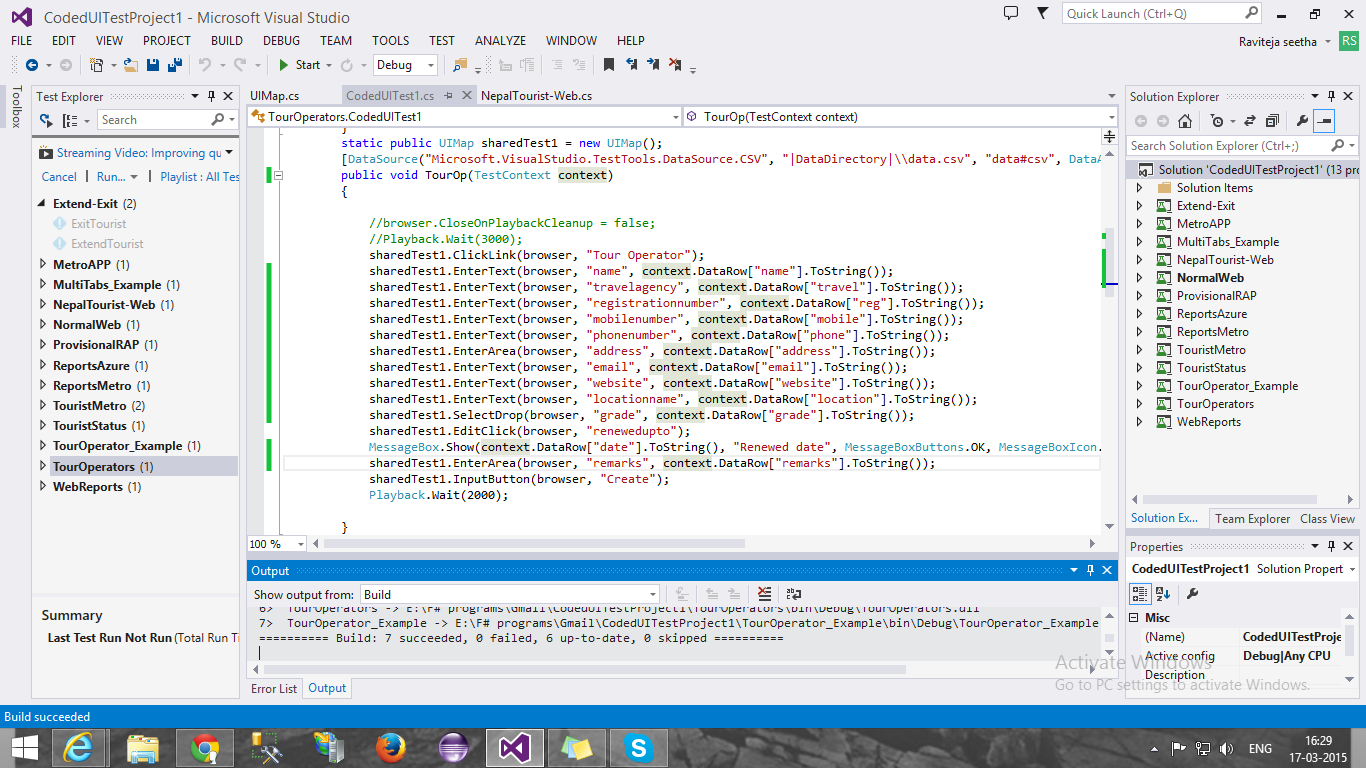 CodedUITestProject1 - Microsoft Visual Studio
Quick Launch (Ctrl+Q)
FILE EDIT VIEW PROJECT BUILD DEBUG TEAM TOOLS TEST ANALYZE WINDOW HELP
Raviteja seetha RS
Start Debug
Toolbox
Test Explorer
Search
Streaming Video: Improving qu
Cancel Run... Playlist : All Tes
Extend-Exit (2)
ExitTourist
ExtendTourist
MetroAPP (1)
MultiTabs_Example (1)
NepalTourist-Web (1)
NormalWeb (1)
ProvisionalRAP (1)
ReportsAzure (1)
ReportsMetro (1)
TouristMetro (2)
TouristStatus (1)
TourOperator_Example (1)
TourOperators (1)
WebReports (1)
Summary
Last Test Run Not Run (Total Run Ti
UIMap.cs CodedUITest1.cs NepalTourist-Web.cs
TourOperators.CodedUITest1 TourOp(TestContext context)
}
static public UIMap sharedTest1 = new UIMap();
[DataSource("Microsoft.VisualStudio.TestTools.DataSource.CSV", "|DataDirectory|\\data.csv", "data#csv", DataA
public void TourOp(TestContext context)
{
//browser.CloseOnPlaybackCleanup = false;
//Playback.Wait(3000);
sharedTest1.ClickLink(browser, "Tour Operator");
sharedTest1.EnterText(browser, "name", context.DataRow["name"].ToString());
sharedTest1.EnterText(browser, "travelagency", context.DataRow["travel"].ToString());
sharedTest1.EnterText(browser, "registrationnumber", context.DataRow["reg"].ToString());
sharedTest1.EnterText(browser, "mobilenumber", context.DataRow["mobile"].ToString());
sharedTest1.EnterText(browser, "phonenumber", context.DataRow["phone"].ToString());
sharedTest1.EnterArea(browser, "address", context.DataRow["address"].ToString());
sharedTest1.EnterText(browser, "email", context.DataRow["email"].ToString());
sharedTest1.EnterText(browser, "website", context.DataRow["website"].ToString());
sharedTest1.EnterText(browser, "locationname", context.DataRow["location"].ToString());
sharedTest1.SelectDrop(browser, "grade", context.DataRow["grade"].ToString());
sharedTest1.EditClick(browser, "renewedupto");
MessageBox.Show(context.DataRow["date"].ToString(), "Renewed date", MessageBoxButtons.OK, MessageBoxIcon.
sharedTest1.EnterArea(browser, "remarks", context.DataRow["remarks"].ToString());
sharedTest1.InputButton(browser, "Create");
Playback.Wait(2000);
}
100 %
Output
Show output from: Build
6> TourOperators -> E:\F# programs\Gmail\CodedUITestProject1\TourOperators\bin\Debug\TourOperators.dll
7> TourOperator_Example -> E:\F# programs\Gmail\CodedUITestProject1\TourOperator_Example\bin\Debug\TourOperator_Example
========== Build: 7 succeeded, 0 failed, 6 up-to-date, 0 skipped ==========
Error List Output
Solution Explorer
Search Solution Explorer (Ctrl+;)
Solution 'CodedUITestProject1' (13 pro
Solution Items
Extend-Exit
MetroAPP
MultiTabs_Example
NepalTourist-Web
NormalWeb
ProvisionalRAP
ReportsAzure
ReportsMetro
TouristMetro
TouristStatus
TourOperator_Example
TourOperators
WebReports
Solution Ex... Team Explorer Class View
Properties
CodedUITestProject1 Solution Propert
Misc
(Name) CodedUITestProje
Active config Debug|Any CPU
Description
Activate Windows
Go to PC settings to activate Windows.
Build succeeded
ENG
16:29
17-03-2015